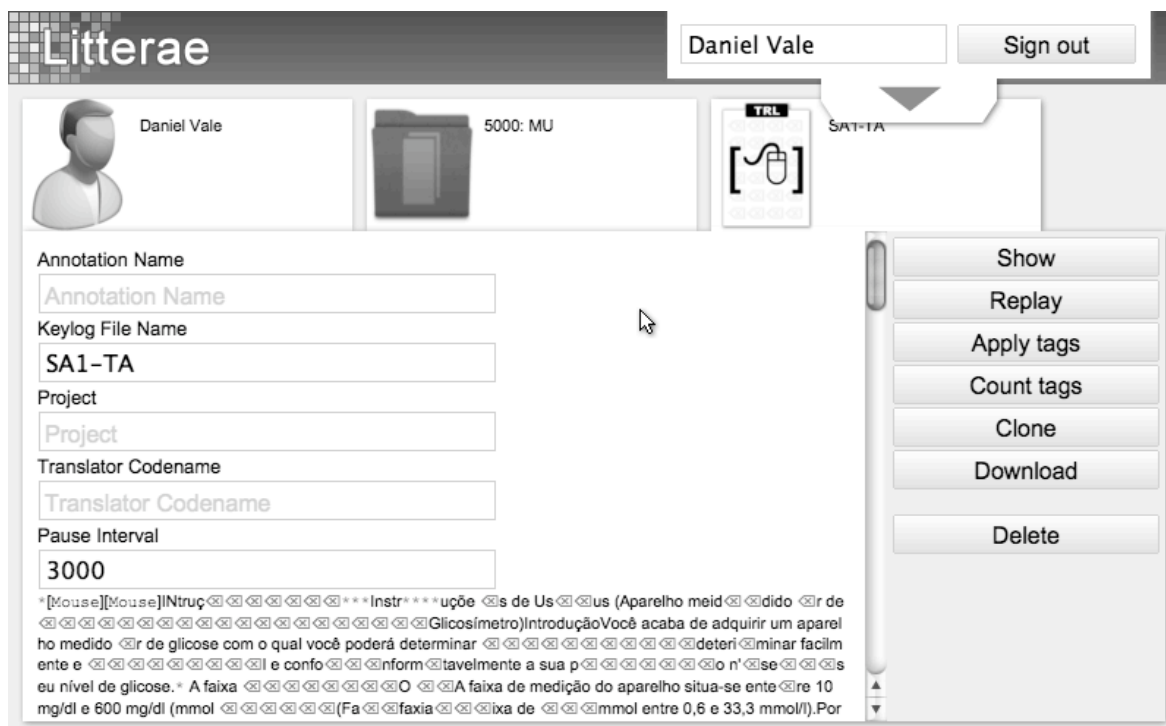 Litterae
Daniel Vale
Sign out
Daniel Vale
5000: MU
TRL
SA1-TA
Annotation Name
Annotation Name
Keylog File Name
SA1-TA
Project
Project
Translator Codename
Translator Codename
Pause Interval
3000
Show
Replay
Apply tags
Count tags
Clone
Download
Delete
*[Mouse][Mouse]INtruç⌫⌫⌫⌫⌫⌫⌫***Instr****uçõe ⌫s de Us⌫⌫us (Aparelho meid⌫⌫dido ⌫r de
⌫⌫⌫⌫⌫⌫⌫⌫⌫⌫⌫⌫⌫⌫⌫⌫⌫⌫Glicosímetro)IntroduçãoVocê acaba de adquirir um aparel
ho medido ⌫r de glicose com o qual você poderá determinar ⌫⌫⌫⌫⌫⌫⌫⌫⌫⌫deteri⌫minar facilm
ente e ⌫⌫⌫⌫⌫⌫⌫⌫l e confo⌫⌫⌫nform⌫tavelmente a sua p⌫⌫⌫⌫⌫⌫⌫o n'⌫se⌫⌫⌫s
eu nível de glicose.* A faixa ⌫⌫⌫⌫⌫⌫⌫O ⌫⌫A faixa de medição do aparelho situa-se ente⌫re 10
mg/dl e 600 mg/dl (mmol ⌫⌫⌫⌫⌫(Fa⌫⌫faxia⌫⌫⌫ixa de ⌫⌫⌫mmol entre 0,6 e 33,3 mmol/l).Por